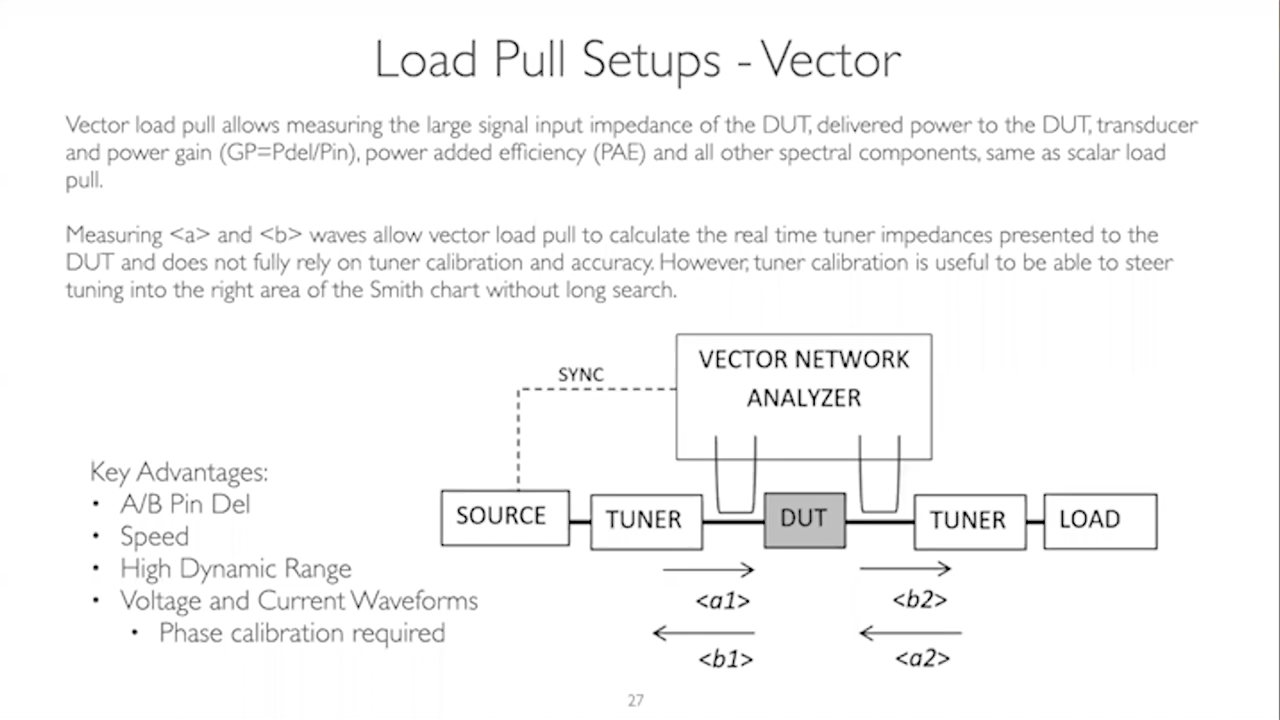 Load Pull Setups - Vector
Vector load pull allows measuring the large signal input impedance of the DUT, delivered power to the DUT, transducer
and power gain (GP=Pdel/Pin), power added efficiency (PAE) and all other spectral components, same as scalar load
pull.
Measuring <a> and <b> waves allow vector load pull to calculate the real time tuner impedances presented to the
DUT and does not fully rely on tuner calibration and accuracy. However, tuner calibration is useful to be able to steer
tuning into the right area of the Smith chart without long search.
VECTOR NETWORK
ANALYZER
SYNC
Key Advantages:
• A/B Pin Del
• Speed
• High Dynamic Range
• Voltage and Current Waveforms
• Phase calibration required
SOURCE
TUNER
DUT
TUNER
LOAD
<a1>
<b2>
<b1>
<a2>
27